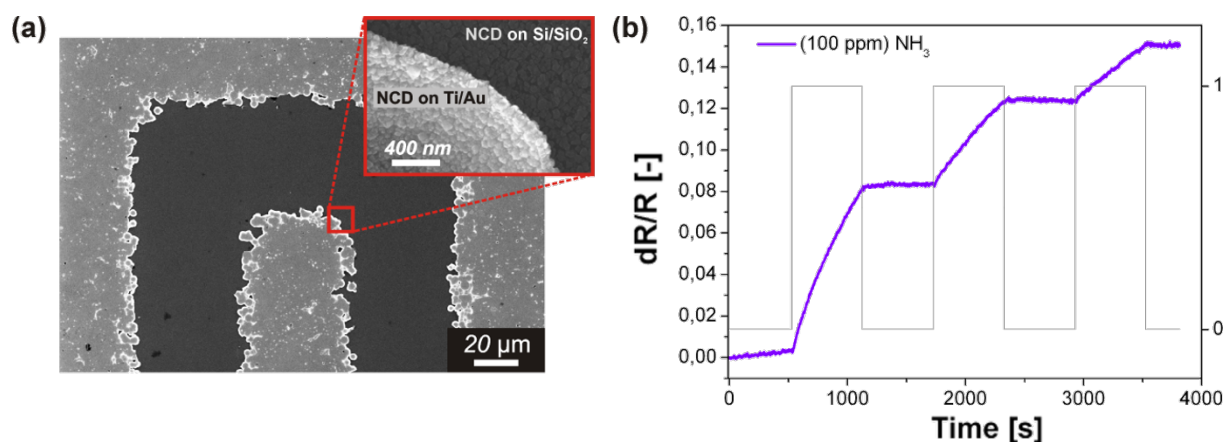 (a)
NCD on Si/SiO₂
NCD on Ti/Au
400 nm
20 µm
(b)
(100 ppm) NH₃
dR/R [-]
0,16
0,14
0,12
0,10
0,08
0,06
0,04
0,02
0,00
1
0
0 1000 2000 3000 4000
Time [s]